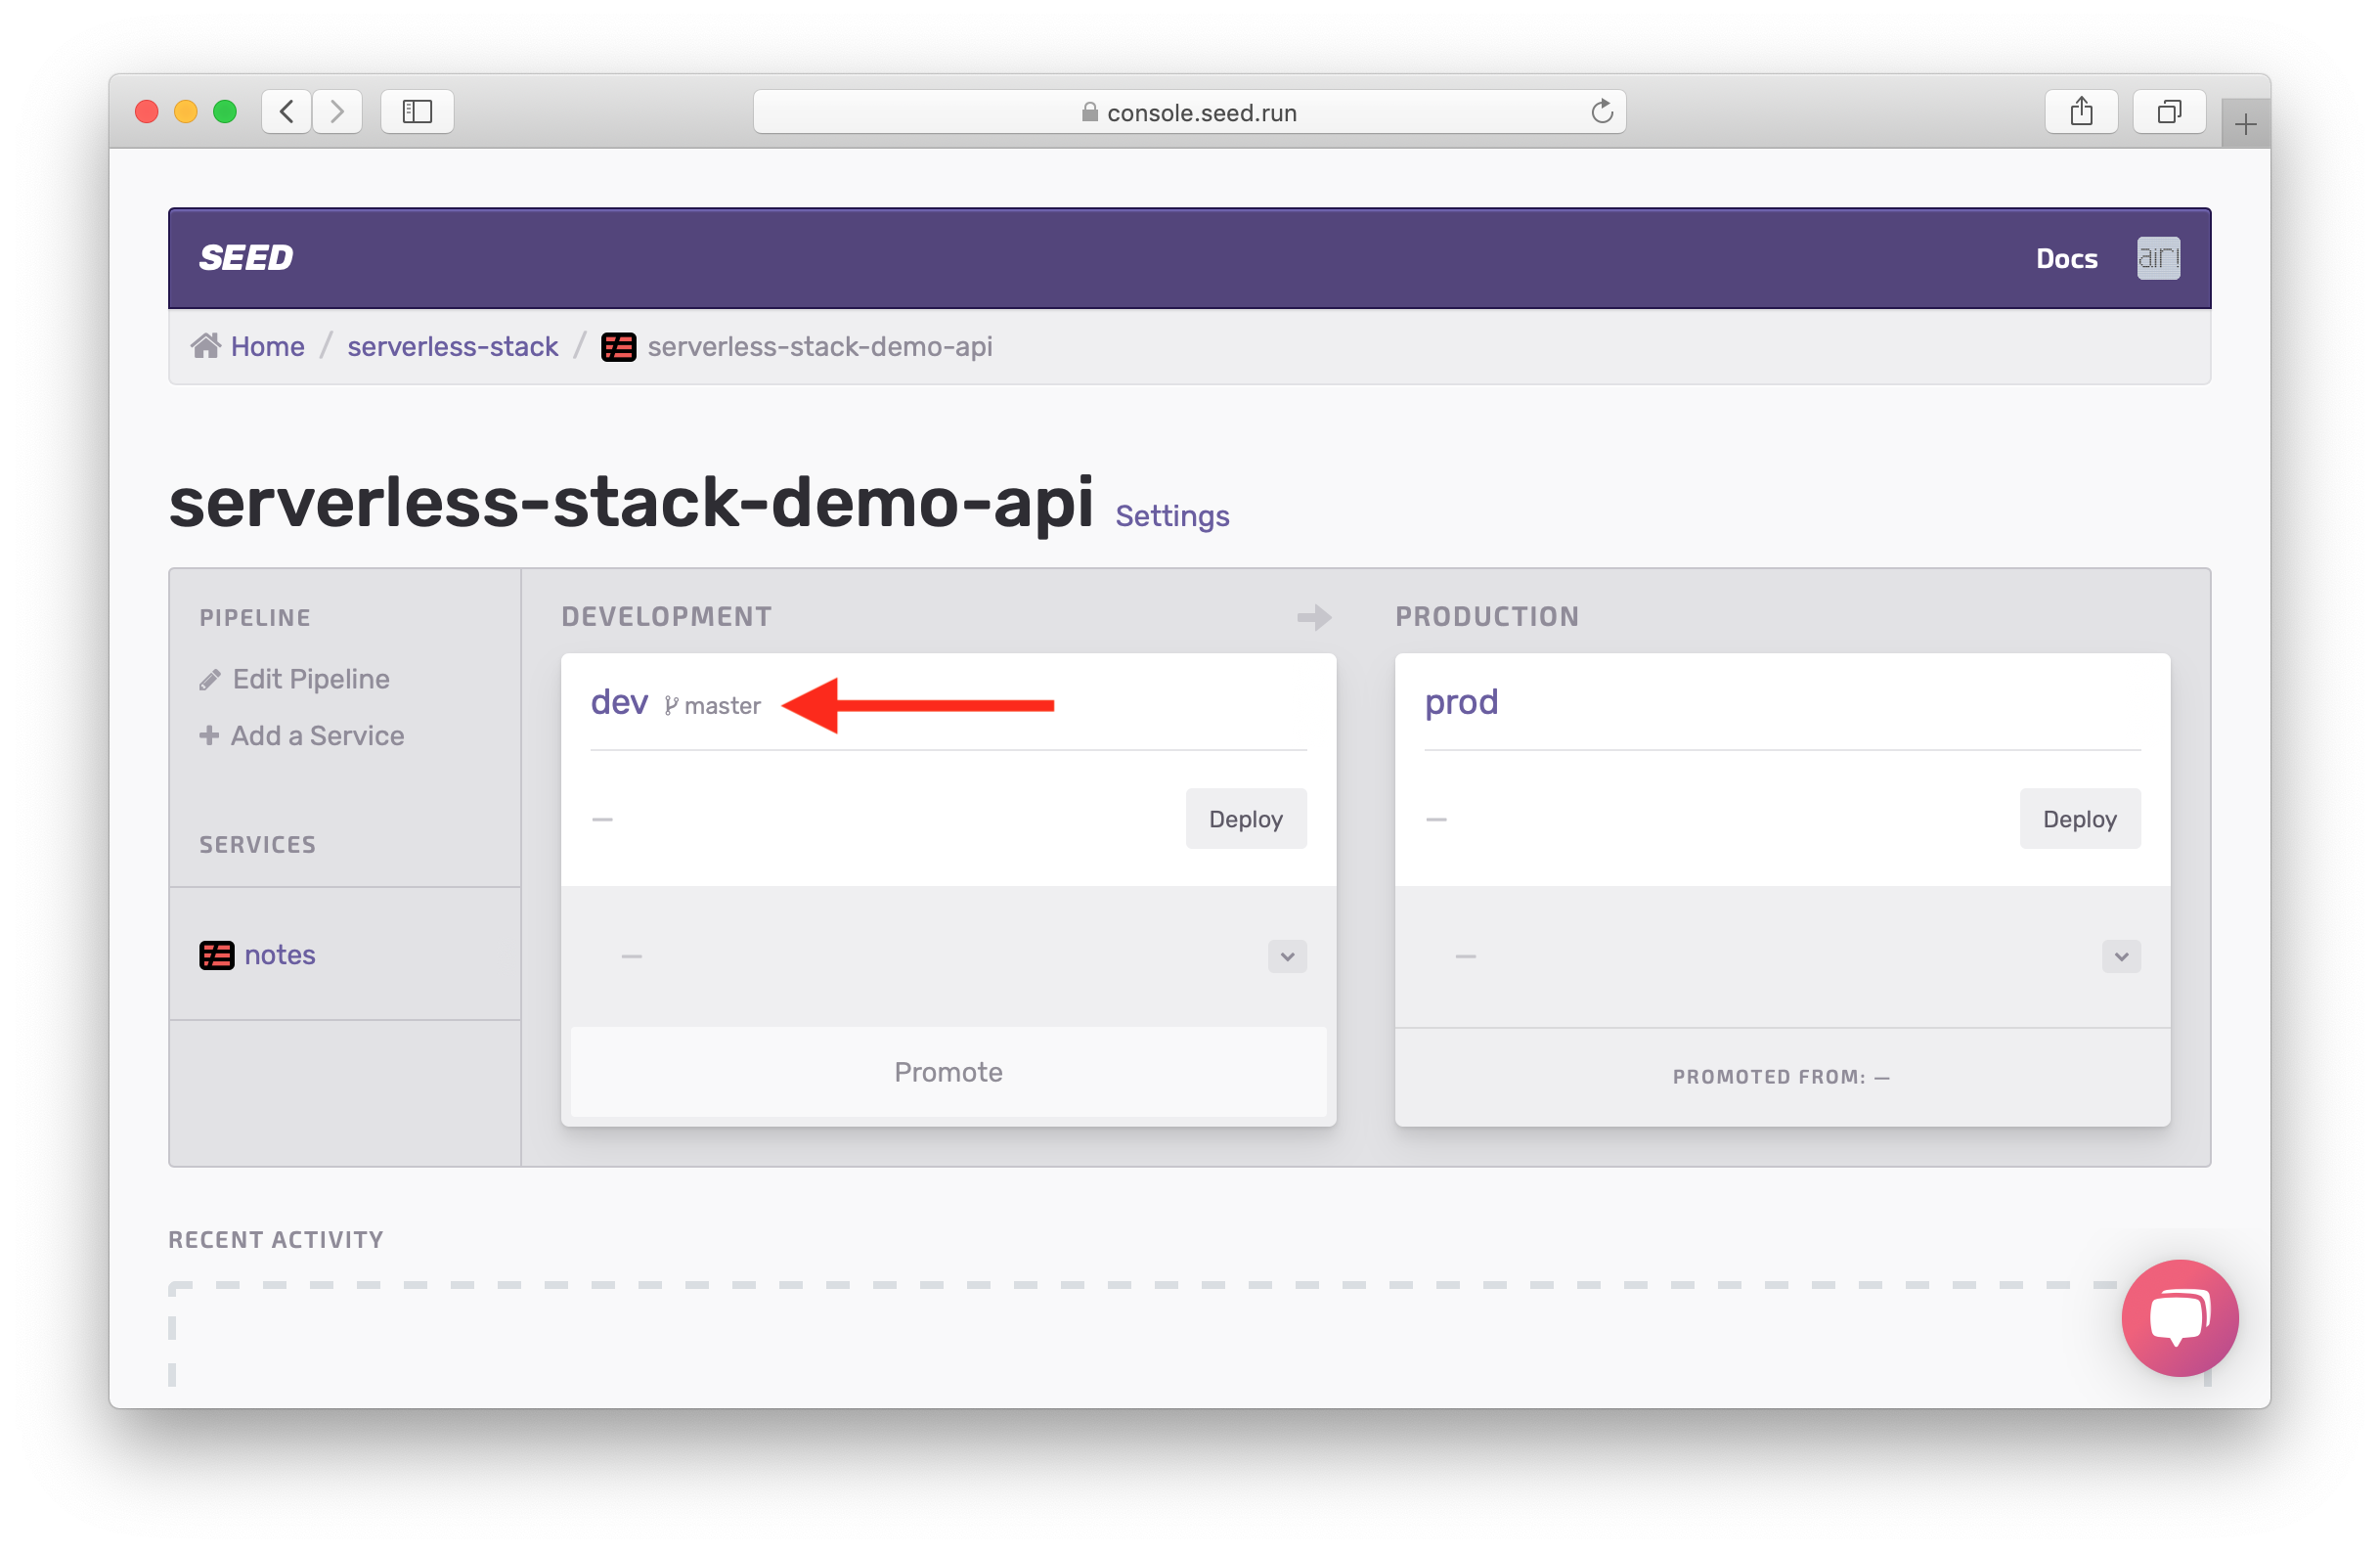 console.seed.run
SEED
Docs
air!
Home / serverless-stack / serverless-stack-demo-api
serverless-stack-demo-api Settings
PIPELINE
Edit Pipeline
Add a Service
SERVICES
notes
DEVELOPMENT
dev master
—
Deploy
—
Promote
PRODUCTION
prod
—
Deploy
—
PROMOTED FROM: —
RECENT ACTIVITY